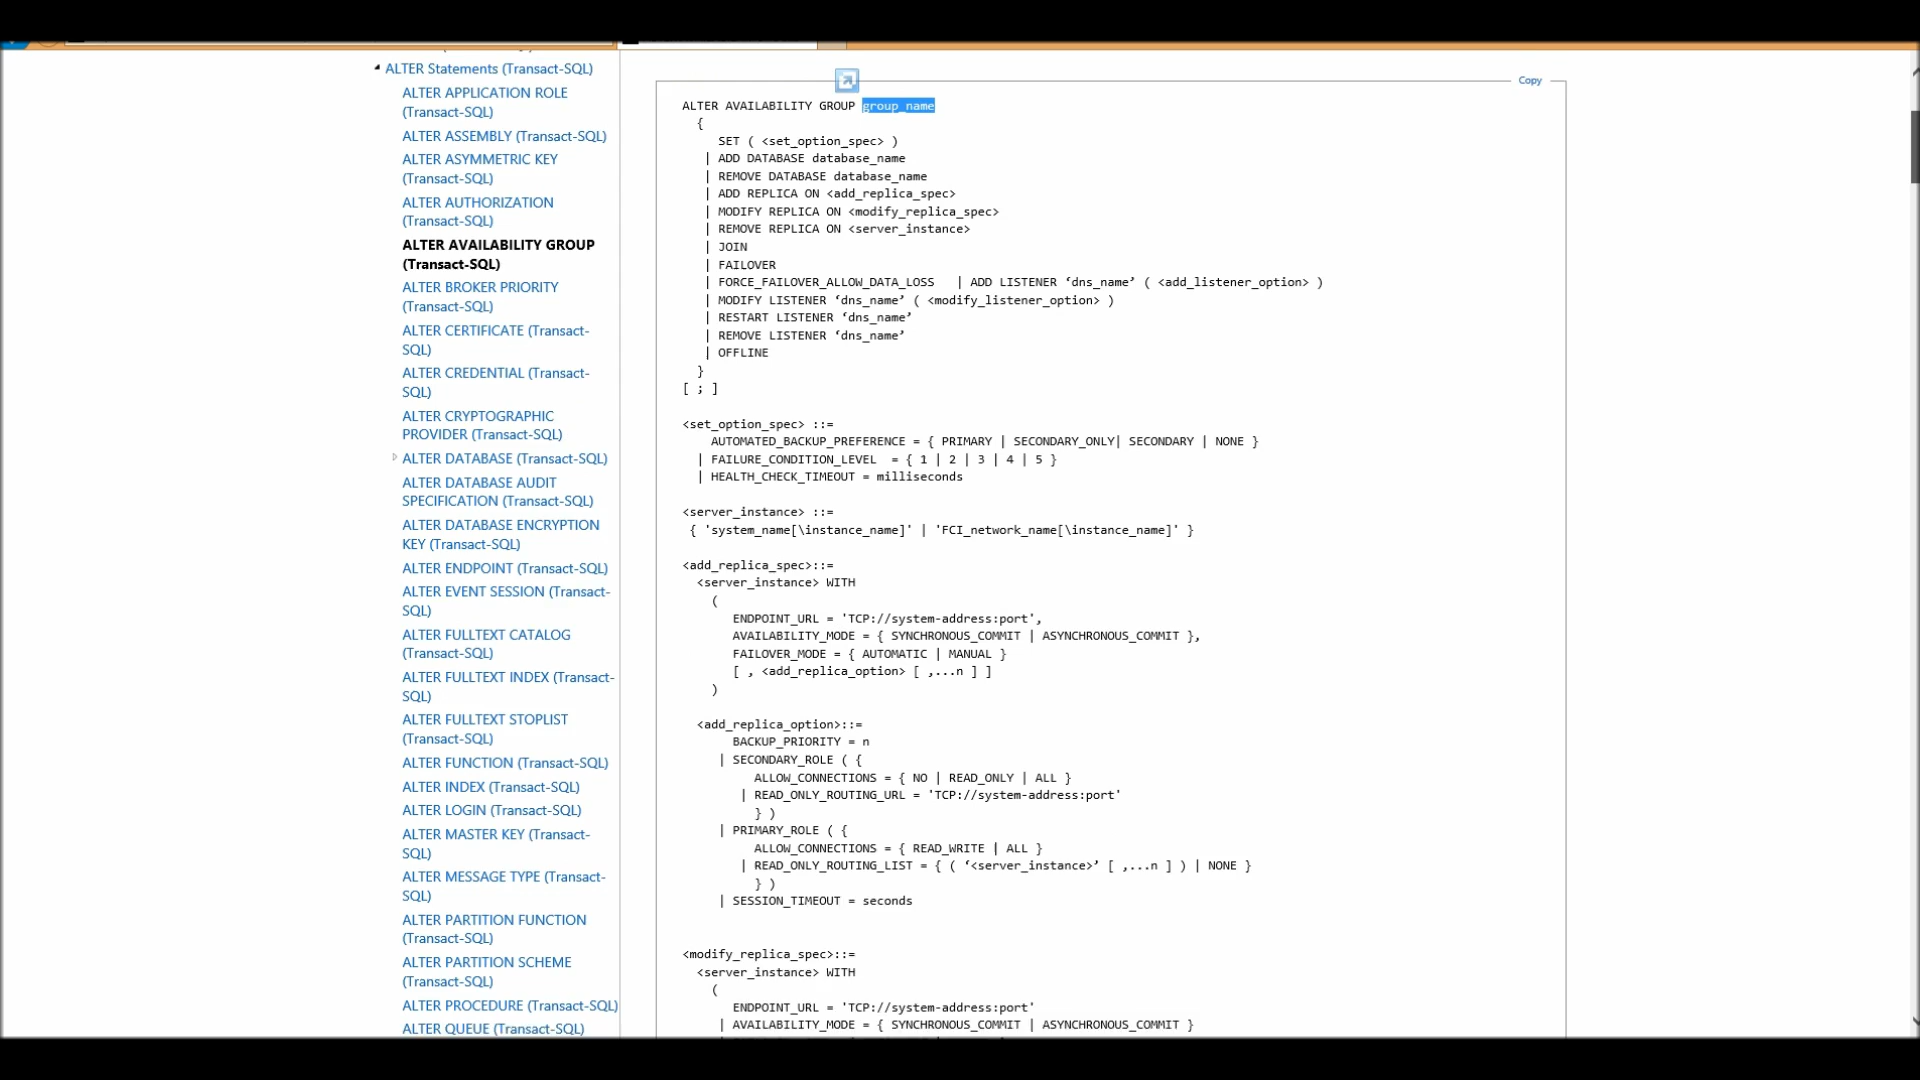 ALTER Statements (Transact-SQL)
ALTER APPLICATION ROLE
(Transact-SQL)
ALTER ASSEMBLY (Transact-SQL)
ALTER ASYMMETRIC KEY
(Transact-SQL)
ALTER AUTHORIZATION
(Transact-SQL)
ALTER AVAILABILITY GROUP
(Transact-SQL)
ALTER BROKER PRIORITY
(Transact-SQL)
ALTER CERTIFICATE (Transact-
SQL)
ALTER CREDENTIAL (Transact-
SQL)
ALTER CRYPTOGRAPHIC
PROVIDER (Transact-SQL)
ALTER DATABASE (Transact-SQL)
ALTER DATABASE AUDIT
SPECIFICATION (Transact-SQL)
ALTER DATABASE ENCRYPTION
KEY (Transact-SQL)
ALTER ENDPOINT (Transact-SQL)
ALTER EVENT SESSION (Transact-
SQL)
ALTER FULLTEXT CATALOG
(Transact-SQL)
ALTER FULLTEXT INDEX (Transact-
SQL)
ALTER FULLTEXT STOPLIST
(Transact-SQL)
ALTER FUNCTION (Transact-SQL)
ALTER INDEX (Transact-SQL)
ALTER LOGIN (Transact-SQL)
ALTER MASTER KEY (Transact-
SQL)
ALTER MESSAGE TYPE (Transact-
SQL)
ALTER PARTITION FUNCTION
(Transact-SQL)
ALTER PARTITION SCHEME
(Transact-SQL)
ALTER PROCEDURE (Transact-SQL)
ALTER QUEUE (Transact-SQL)
Copy
ALTER AVAILABILITY GROUP group_name
{
SET ( <set_option_spec> )
| ADD DATABASE database_name
| REMOVE DATABASE database_name
| ADD REPLICA ON <add_replica_spec>
| MODIFY REPLICA ON <modify_replica_spec>
| REMOVE REPLICA ON <server_instance>
| JOIN
| FAILOVER
| FORCE_FAILOVER_ALLOW_DATA_LOSS | ADD LISTENER ‘dns_name’ ( <add_listener_option> )
| MODIFY LISTENER ‘dns_name’ ( <modify_listener_option> )
| RESTART LISTENER ‘dns_name’
| REMOVE LISTENER ‘dns_name’
| OFFLINE
}
[ ; ]
<set_option_spec> ::=
AUTOMATED_BACKUP_PREFERENCE = { PRIMARY | SECONDARY_ONLY| SECONDARY | NONE }
| FAILURE_CONDITION_LEVEL = { 1 | 2 | 3 | 4 | 5 }
| HEALTH_CHECK_TIMEOUT = milliseconds
<server_instance> ::=
{ 'system_name[\instance_name]' | 'FCI_network_name[\instance_name]' }
<add_replica_spec>::=
<server_instance> WITH
(
ENDPOINT_URL = 'TCP://system-address:port',
AVAILABILITY_MODE = { SYNCHRONOUS_COMMIT | ASYNCHRONOUS_COMMIT },
FAILOVER_MODE = { AUTOMATIC | MANUAL }
[ , <add_replica_option> [ ,...n ] ]
)
<add_replica_option>::=
BACKUP_PRIORITY = n
| SECONDARY_ROLE ( {
ALLOW_CONNECTIONS = { NO | READ_ONLY | ALL }
| READ_ONLY_ROUTING_URL = 'TCP://system-address:port'
} )
| PRIMARY_ROLE ( {
ALLOW_CONNECTIONS = { READ_WRITE | ALL }
| READ_ONLY_ROUTING_LIST = { ( ‘<server_instance>’ [ ,...n ] ) | NONE }
} )
| SESSION_TIMEOUT = seconds
<modify_replica_spec>::=
<server_instance> WITH
(
ENDPOINT_URL = 'TCP://system-address:port'
| AVAILABILITY_MODE = { SYNCHRONOUS_COMMIT | ASYNCHRONOUS_COMMIT }